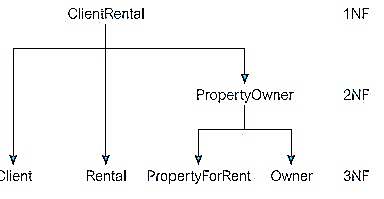 ClientRental 1NF
PropertyOwner 2NF
Client Rental PropertyForRent Owner 3NF